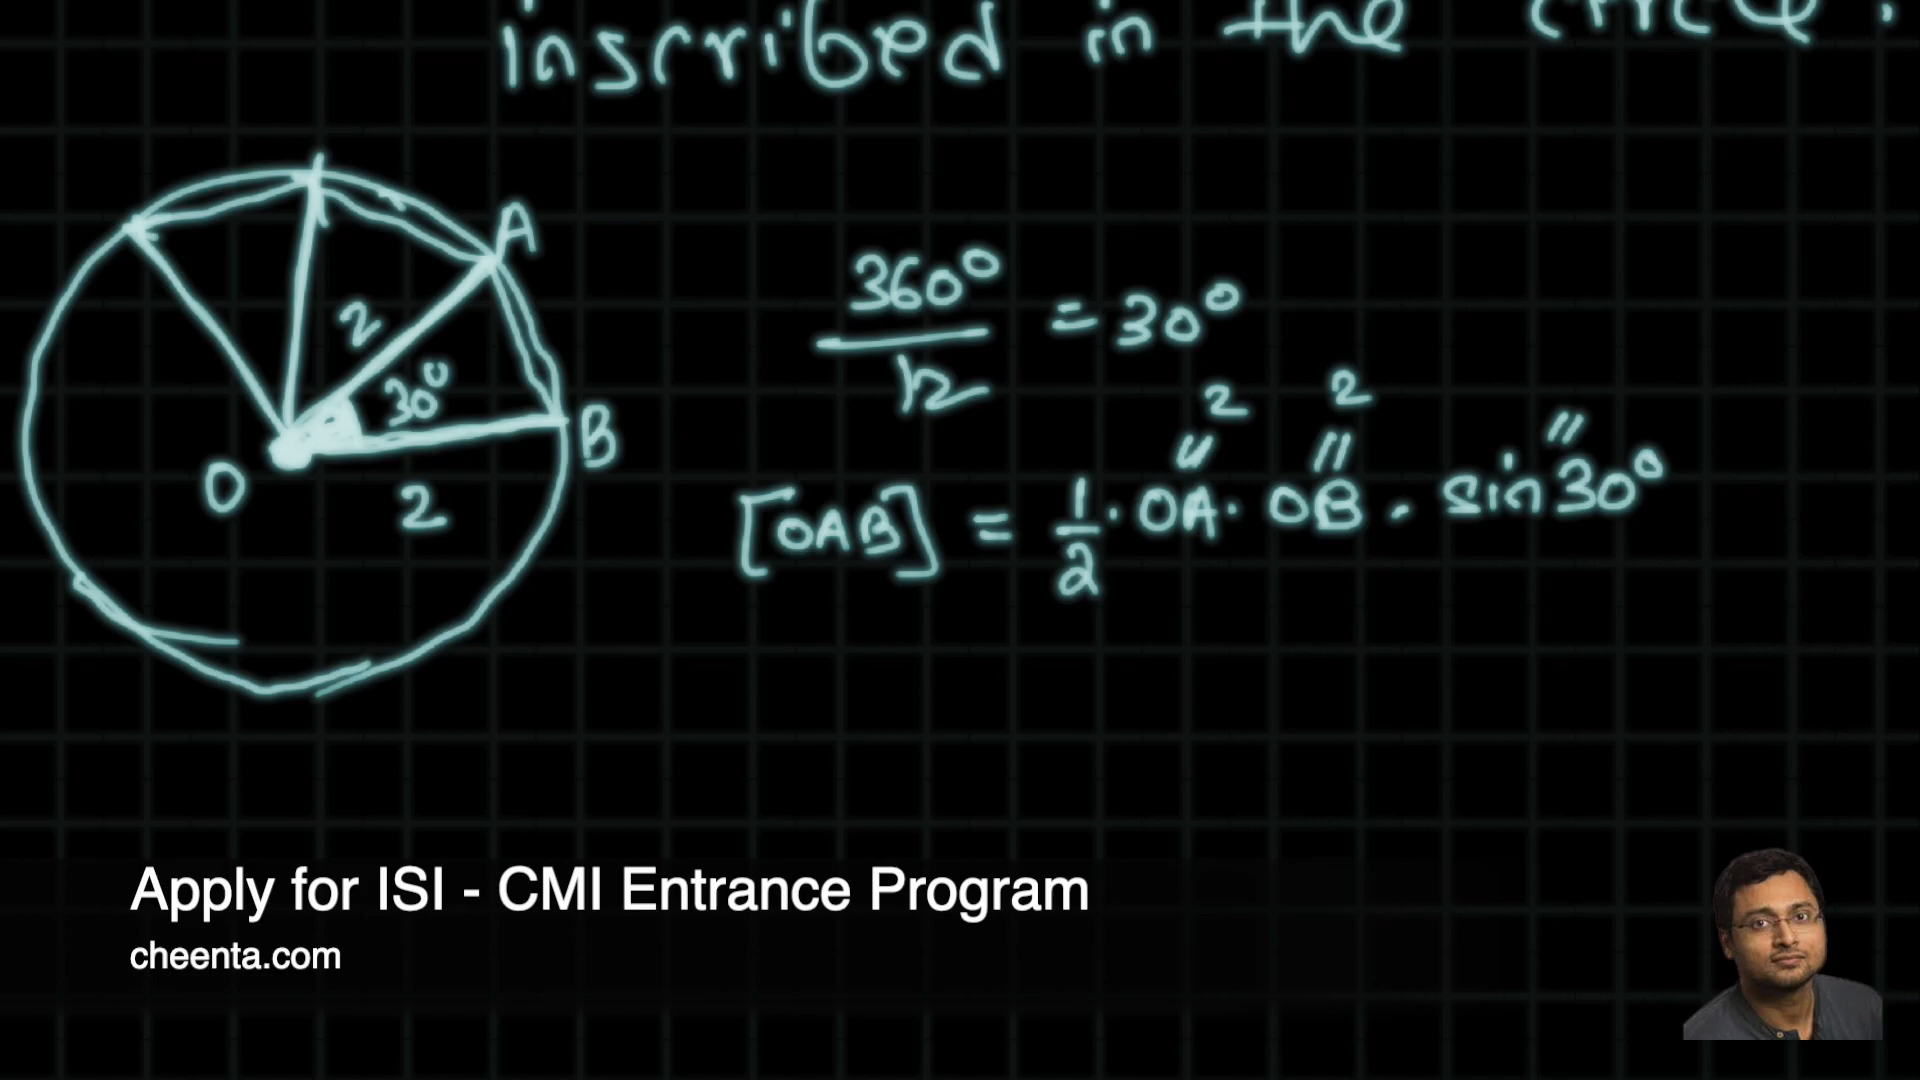 inscribed in the circle.
A
360° / 12 = 30°
2
30°
2 2
" " "
B
O
2
[OAB] = 1/2 · OA · OB · sin 30°
Apply for ISI - CMI Entrance Program
cheenta.com